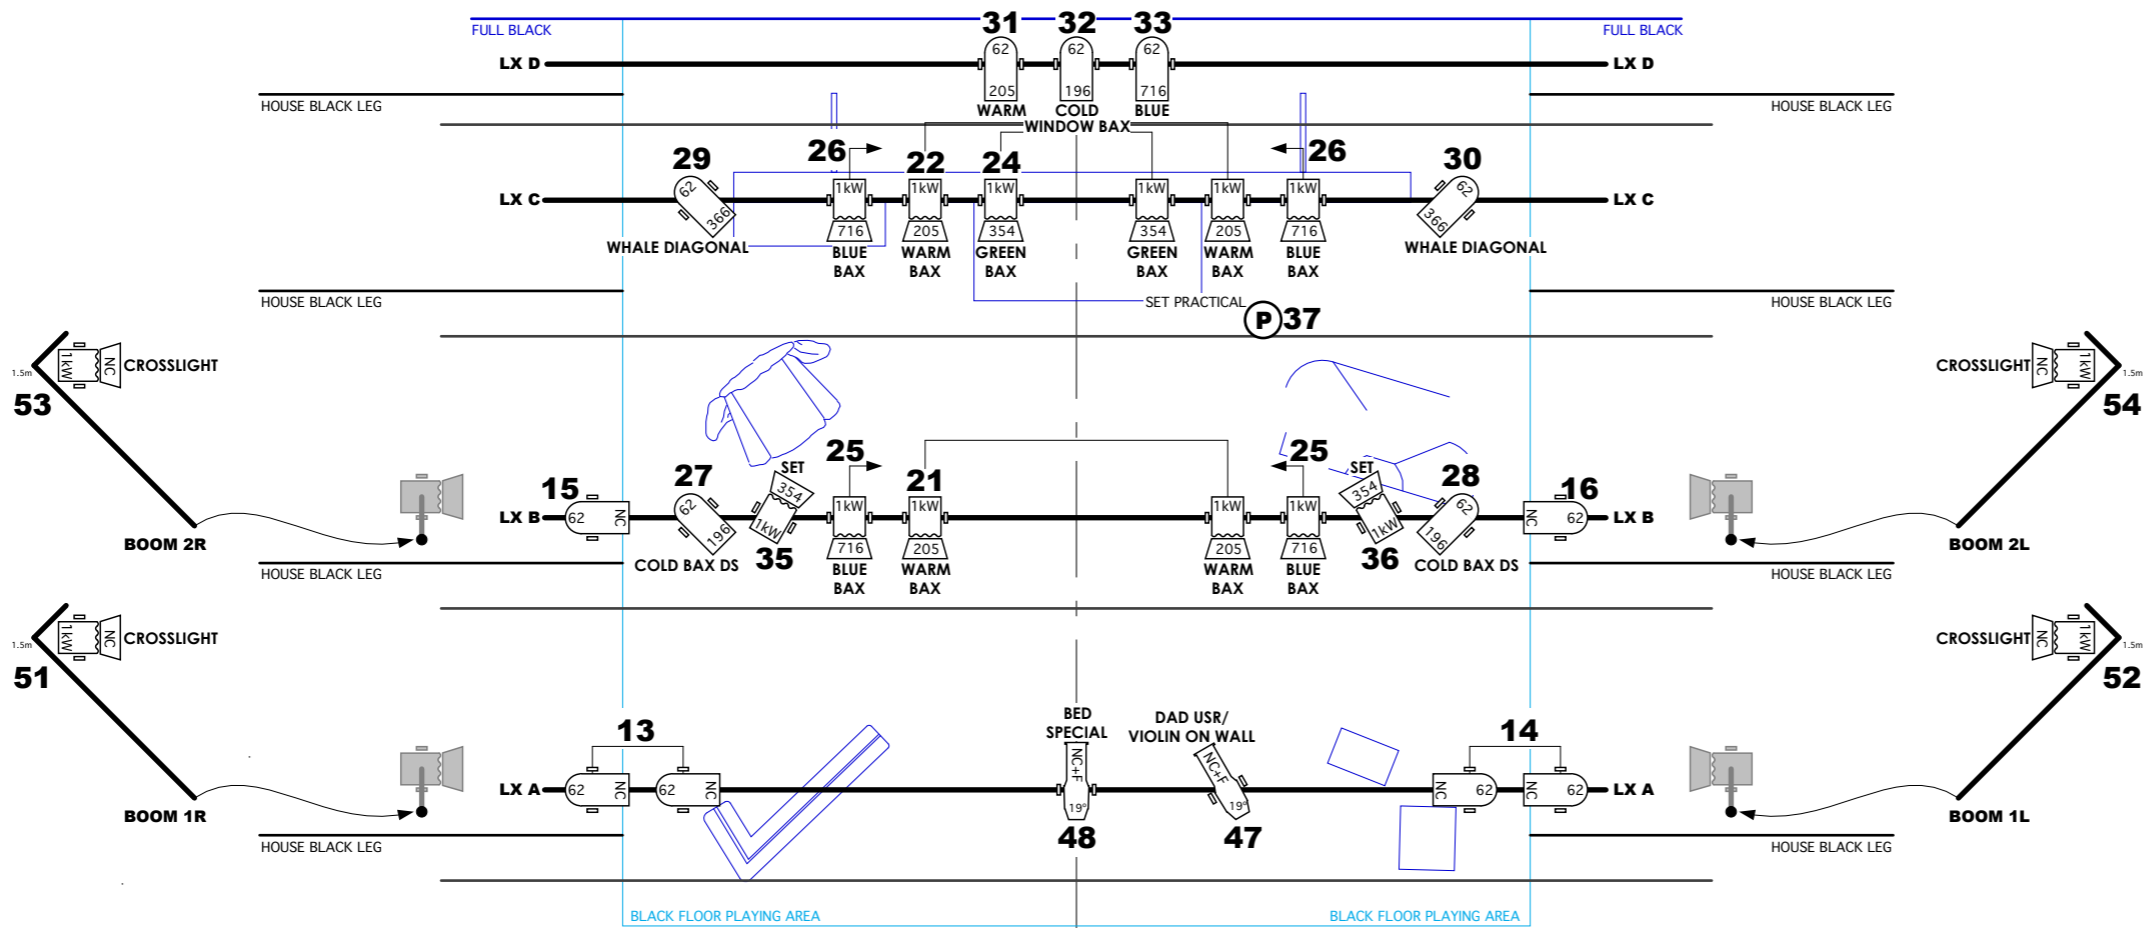 31 32 33
FULL BLACK FULL BLACK
62 62 62
LX D LX D
205 196 716
WARM COLD BLUE
HOUSE BLACK LEG HOUSE BLACK LEG
WINDOW BAX
29 26 22 24 26 30
62 1kW 1kW 1kW 1kW 1kW 1kW 62
LX C LX C
366 716 205 354 354 205 716 366
WHALE DIAGONAL BLUE BAX WARM BAX GREEN BAX GREEN BAX WARM BAX BLUE BAX WHALE DIAGONAL
HOUSE BLACK LEG SET PRACTICAL HOUSE BLACK LEG
P 37
1.5m 1kW NC CROSSLIGHT CROSSLIGHT NC 1kW 1.5m
53 54
25 25
15 27 SET 21 SET 28 16
62 NC 62 354 1kW 1kW 1kW 1kW 354 62 NC 62
LX B LX B
196 1kW 1kW 196
BOOM 2R BOOM 2L
716 205 205 716
COLD BAX DS 35 BLUE BAX WARM BAX WARM BAX BLUE BAX 36 COLD BAX DS
HOUSE BLACK LEG HOUSE BLACK LEG
1.5m 1kW NC CROSSLIGHT CROSSLIGHT NC 1kW 1.5m
51 52
BED SPECIAL DAD USR/ VIOLIN ON WALL
13 14
NC+F NC+F
LX A 62 NC 62 NC NC 62 NC 62 LX A
19° 19°
BOOM 1R BOOM 1L
48 47
HOUSE BLACK LEG HOUSE BLACK LEG
BLACK FLOOR PLAYING AREA BLACK FLOOR PLAYING AREA